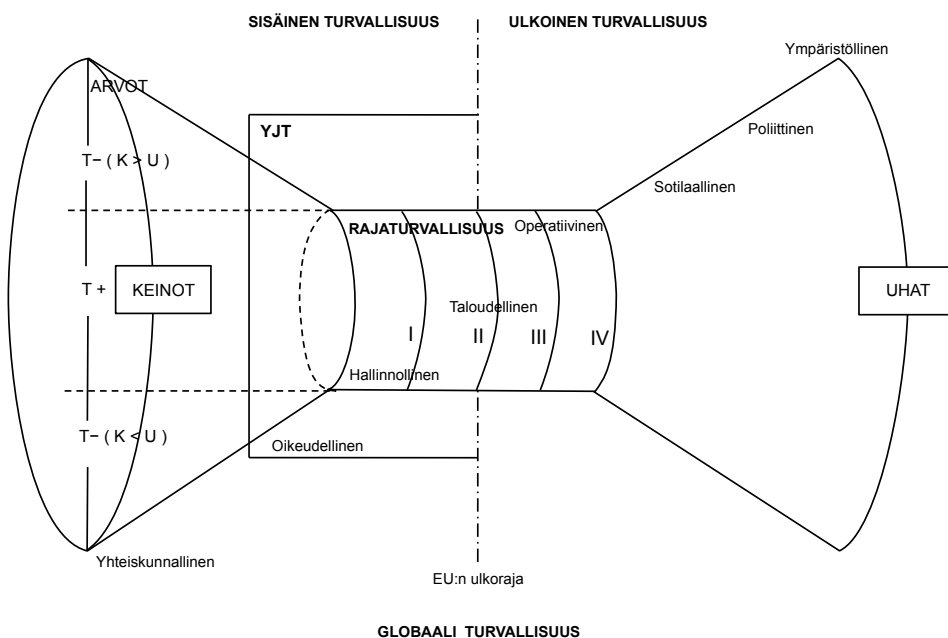 SISÄINEN TURVALLISUUS
ULKOINEN TURVALLISUUS
Ympäristöllinen
ARVOT
YJT
Poliittinen
T− ( K > U )
Sotilaallinen
RAJATURVALLISUUS
Operatiivinen
T +
KEINOT
UHAT
Taloudellinen
I
II
III
IV
Hallinnollinen
T− ( K < U )
Oikeudellinen
Yhteiskunnallinen
EU:n ulkoraja
GLOBAALI TURVALLISUUS